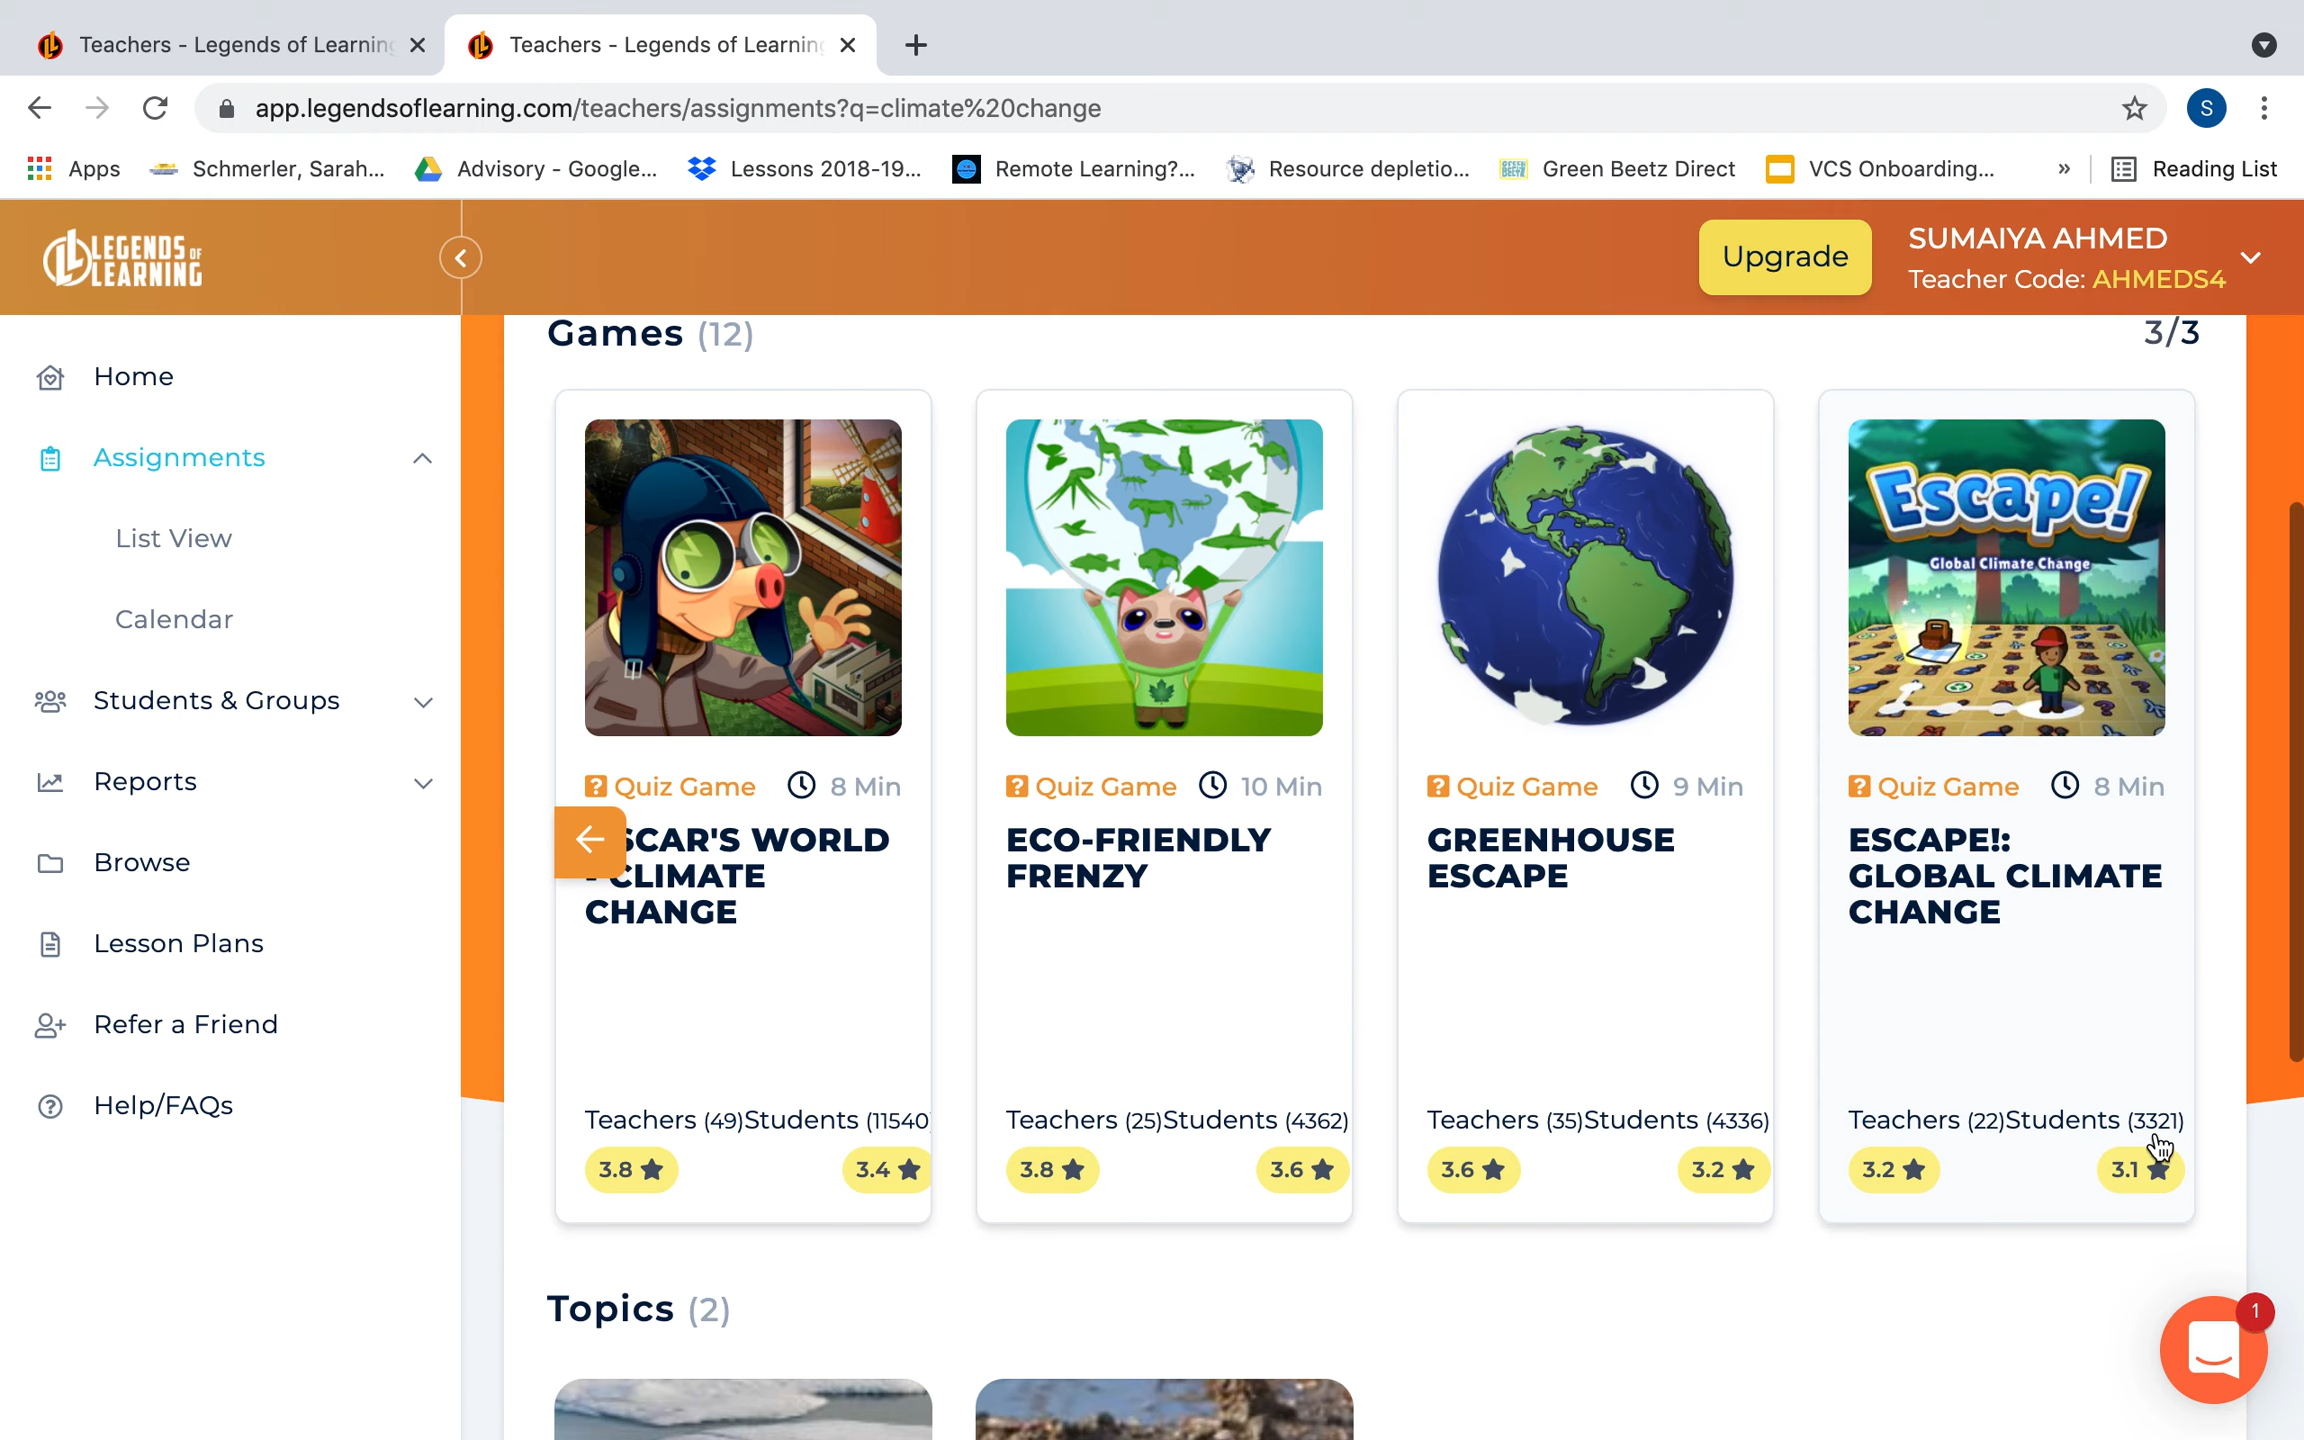 Teachers - Legends of Learning
Teachers - Legends of Learning
app.legendsoflearning.com/teachers/assignments?q=climate%20change
S
Apps
Schmerler, Sarah...
Advisory - Google...
Lessons 2018-19...
Remote Learning?...
Resource depletio...
GREEN BEETZ
Green Beetz Direct
VCS Onboarding...
»
Reading List
LEGENDS OF
LEARNING
Upgrade
SUMAIYA AHMED
Teacher Code: AHMEDS4
Home
Assignments
List View
Calendar
Students & Groups
Reports
Browse
Lesson Plans
Refer a Friend
Help/FAQs
Games (12)
3/3
Quiz Game 8 Min
SCAR'S WORLD
- CLIMATE
CHANGE
Teachers (49)Students (11540)
3.8 3.4
Quiz Game 10 Min
ECO-FRIENDLY
FRENZY
Teachers (25)Students (4362)
3.8 3.6
Quiz Game 9 Min
GREENHOUSE
ESCAPE
Teachers (35)Students (4336)
3.6 3.2
Escape!
Global Climate Change
Quiz Game 8 Min
ESCAPE!:
GLOBAL CLIMATE
CHANGE
Teachers (22)Students (3321)
3.2 3.1
Topics (2)
1